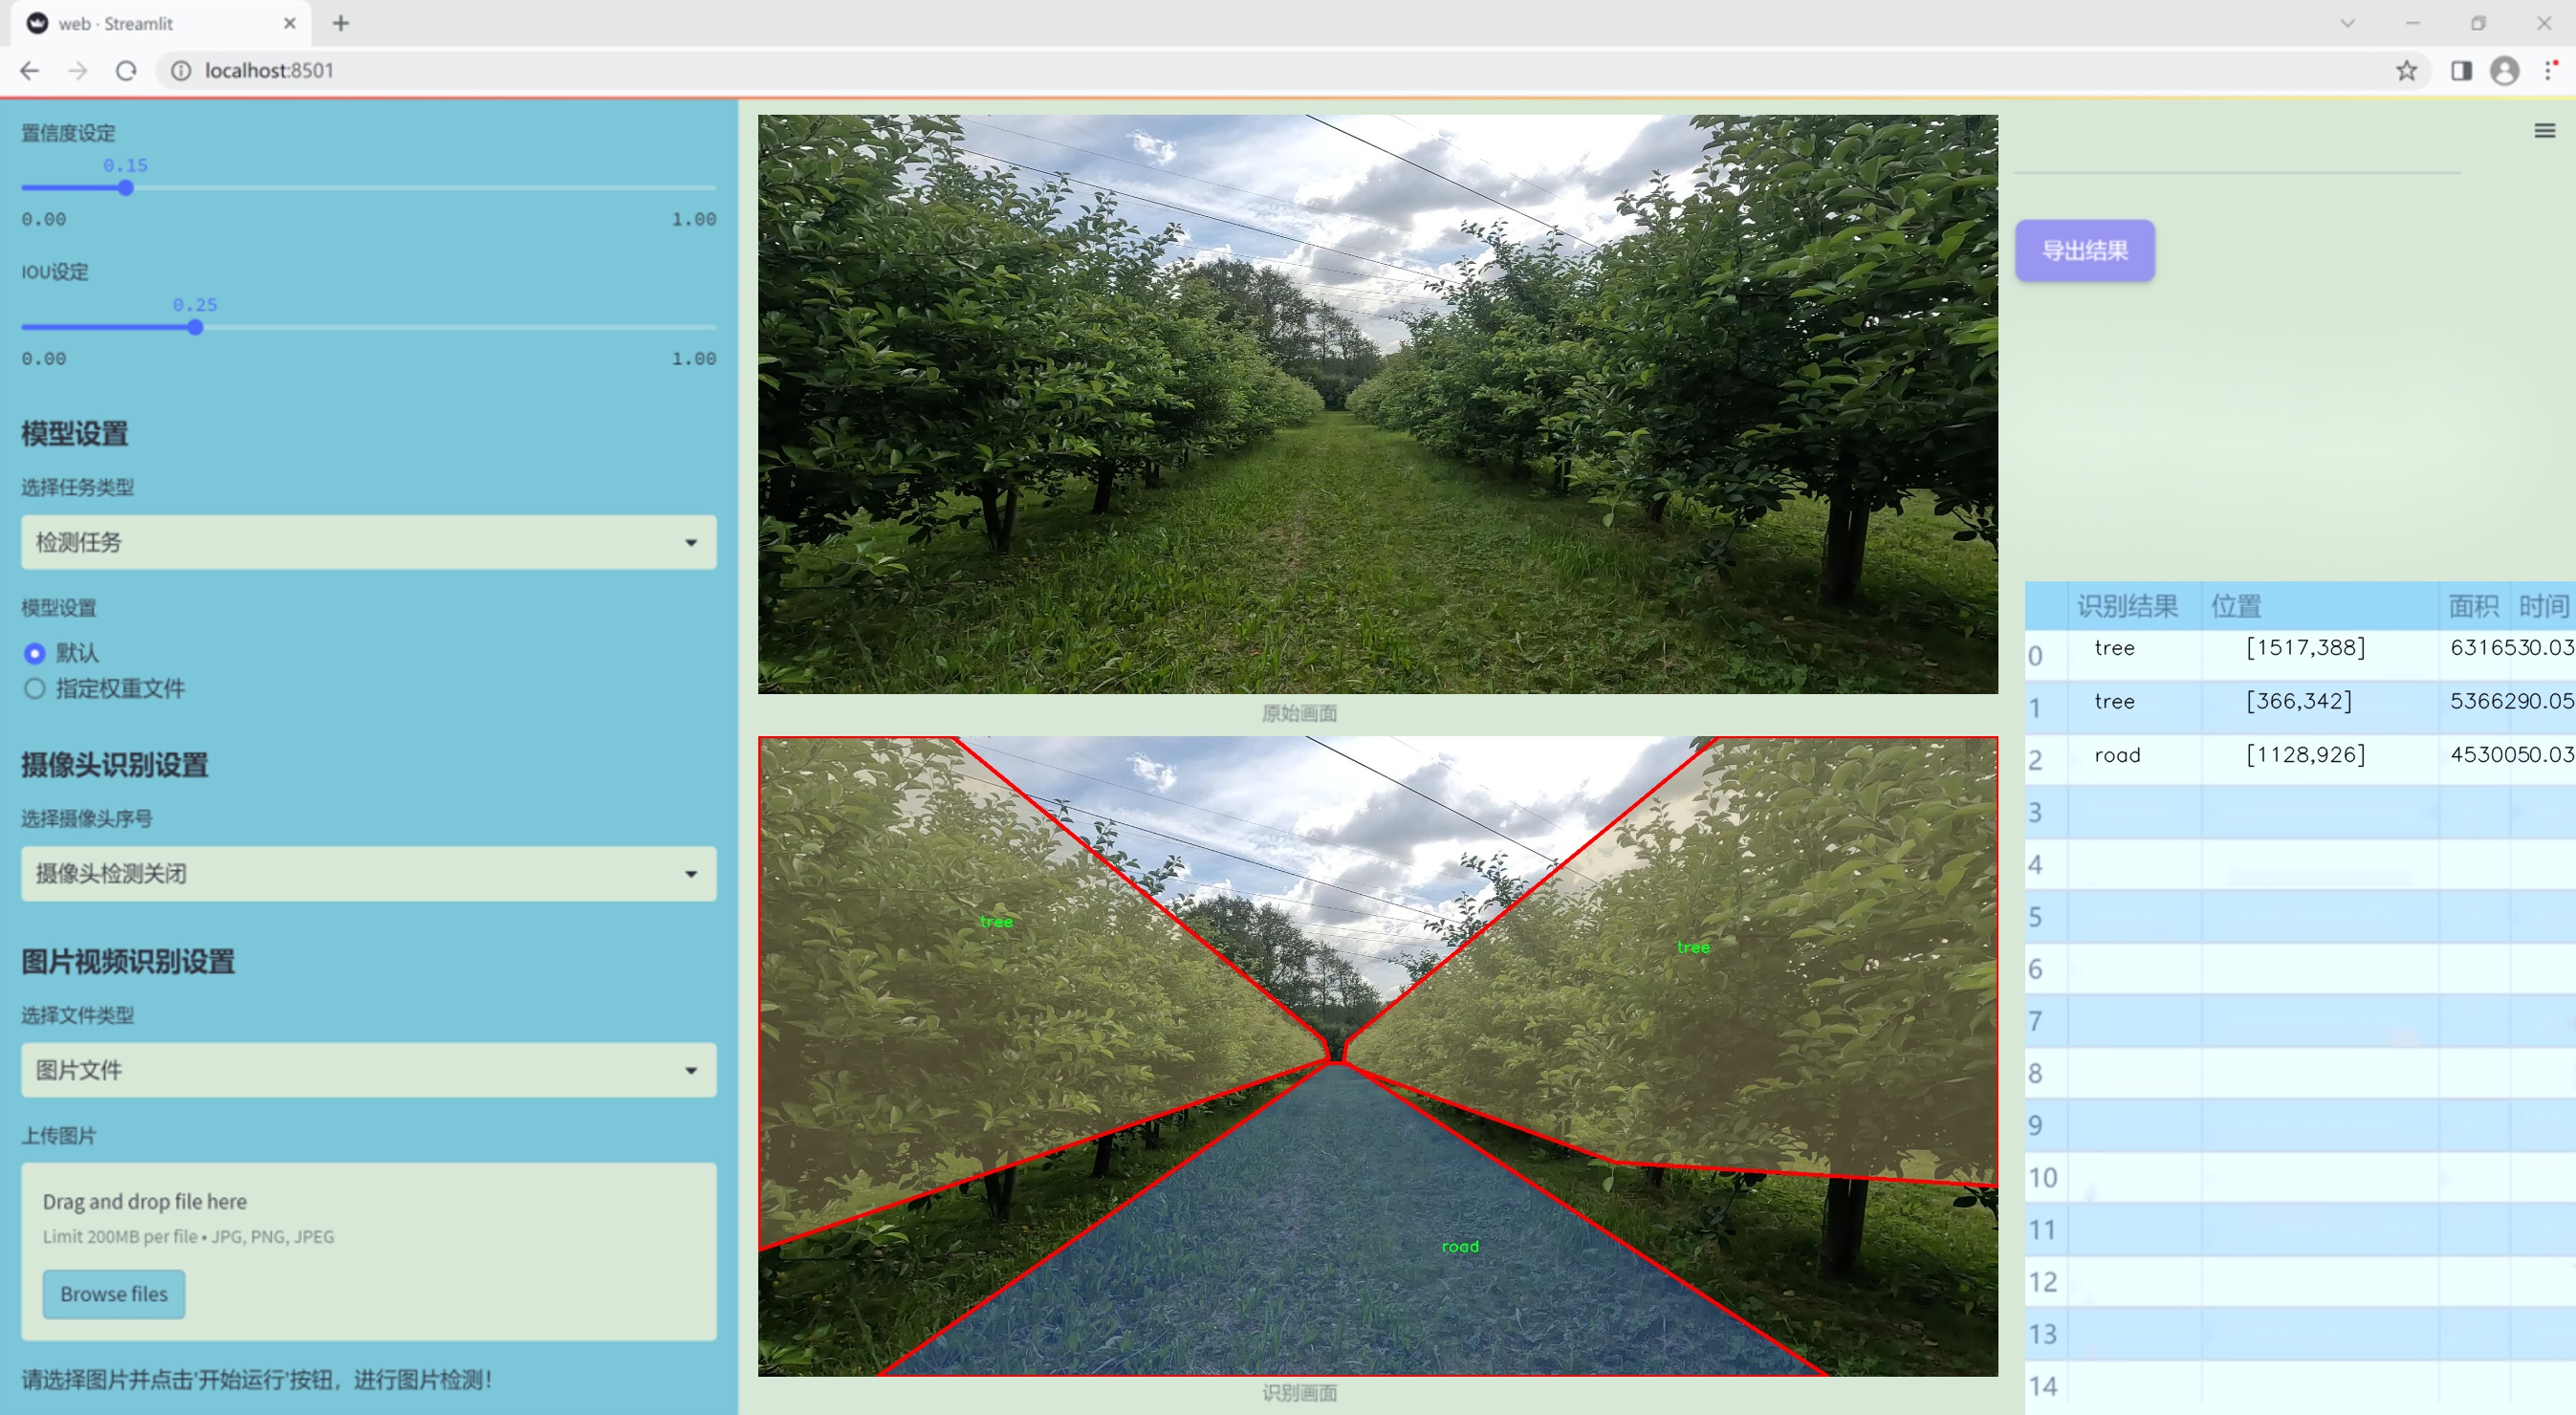 web · Streamlit
localhost:8501
置信度设定
0.15
0.00 1.00
IOU设定
0.25
0.00 1.00
模型设置
选择任务类型
检测任务
模型设置
默认
指定权重文件
摄像头识别设置
选择摄像头序号
摄像头检测关闭
图片视频识别设置
选择文件类型
图片文件
上传图片
Drag and drop file here
Limit 200MB per file • JPG, PNG, JPEG
Browse files
请选择图片并点击'开始运行'按钮，进行图片检测！
原始画面
tree
tree
road
识别画面
导出结果
识别结果 位置 面积 时间
0 tree [1517,388] 6316530.03
1 tree [366,342] 5366290.05
2 road [1128,926] 4530050.03
3
4
5
6
7
8
9
10
11
12
13
14